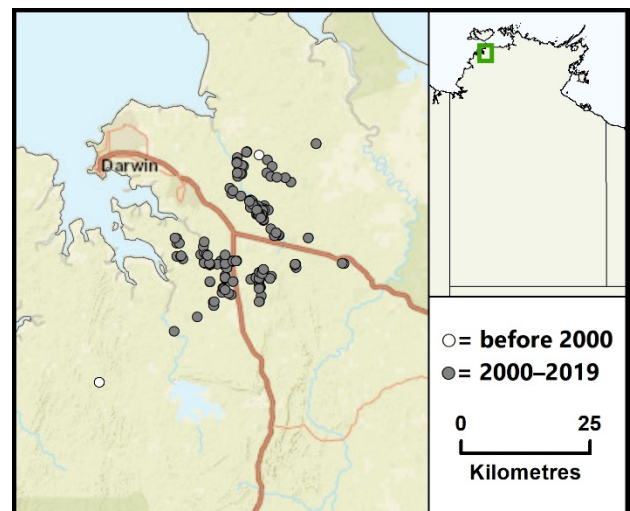 Darwin
= before 2000
= 2000–2019
0 25
Kilometres